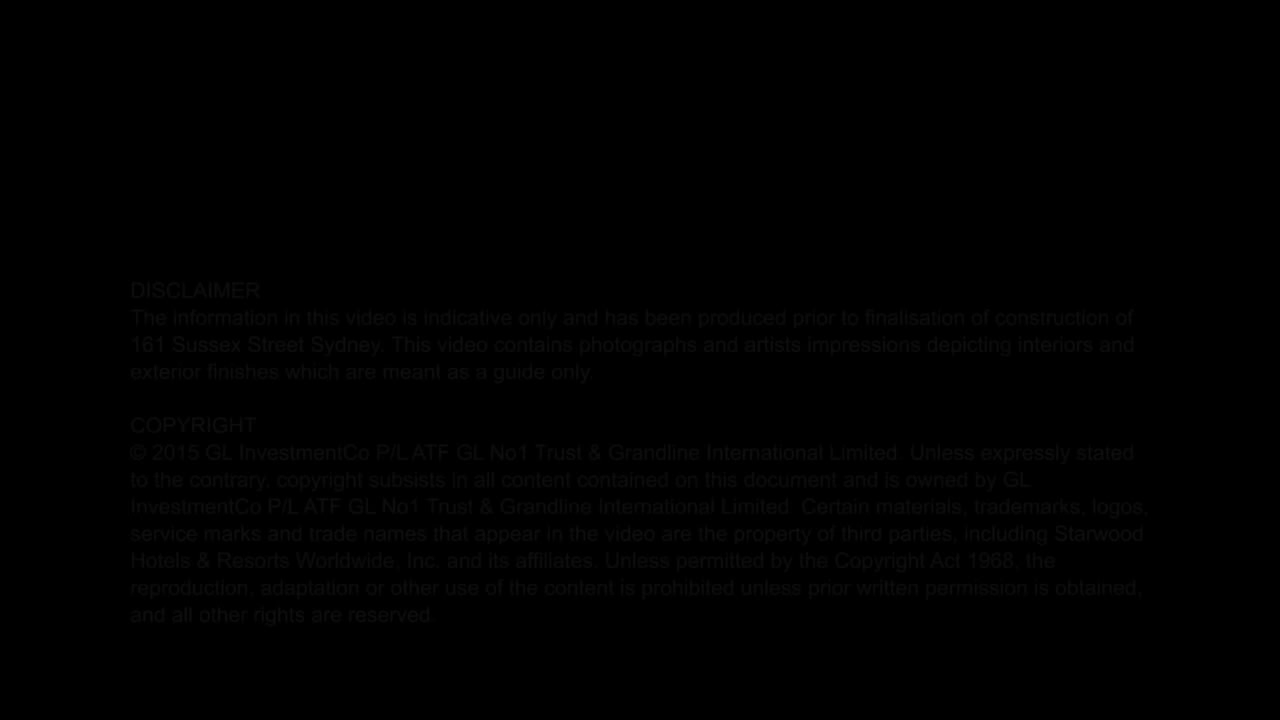 DISCLAIMER
The information in this video is indicative only and has been produced prior to finalisation of construction of
161 Sussex Street Sydney. This video contains photographs and artists impressions depicting interiors and
exterior finishes which are meant as a guide only.
COPYRIGHT
© 2015 GL InvestmentCo P/L ATF GL No1 Trust & Grandline International Limited. Unless expressly stated
to the contrary, copyright subsists in all content contained on this document and is owned by GL
InvestmentCo P/L ATF GL No1 Trust & Grandline International Limited. Certain materials, trademarks, logos,
service marks and trade names that appear in the video are the property of third parties, including Starwood
Hotels & Resorts Worldwide, Inc. and its affiliates. Unless permitted by the Copyright Act 1968, the
reproduction, adaptation or other use of the content is prohibited unless prior written permission is obtained,
and all other rights are reserved.